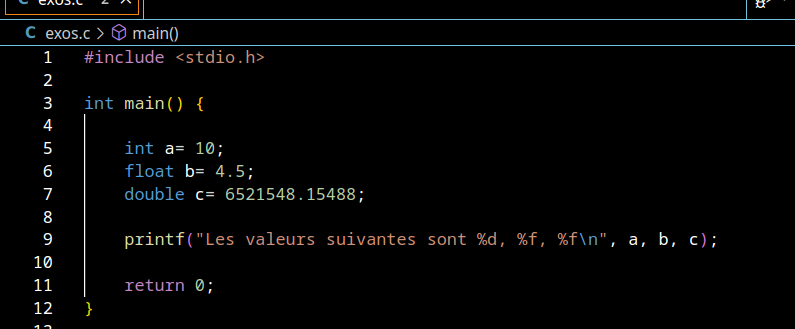 exos.c 2
C exos.c > main()
1 #include <stdio.h>
2
3 int main() {
4
5 int a= 10;
6 float b= 4.5;
7 double c= 6521548.15488;
8
9 printf("Les valeurs suivantes sont %d, %f, %f\n", a, b, c);
10
11 return 0;
12 }